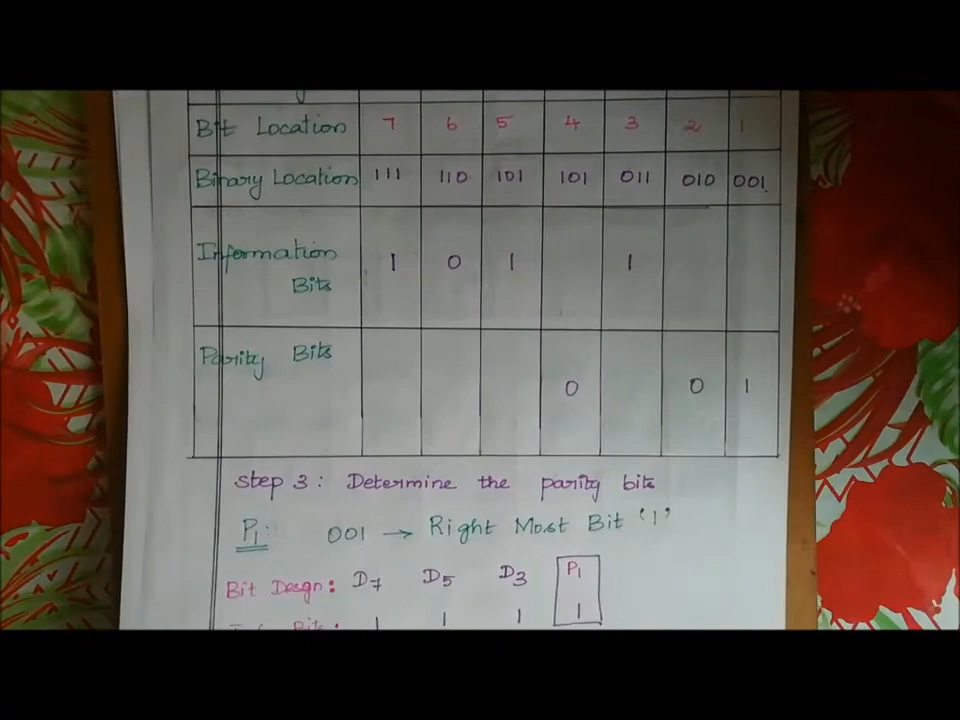 Bit Location 7 6 5 4 3 2 1
Binary Location 111 110 101 101 011 010 001
Information Bits 1 0 1 1
Parity Bits 0 0 1
Step 3: Determine the parity bits
P1: 001 → Right Most Bit '1'
Bit Design: D7 D5 D3 P1
1 1 1 1